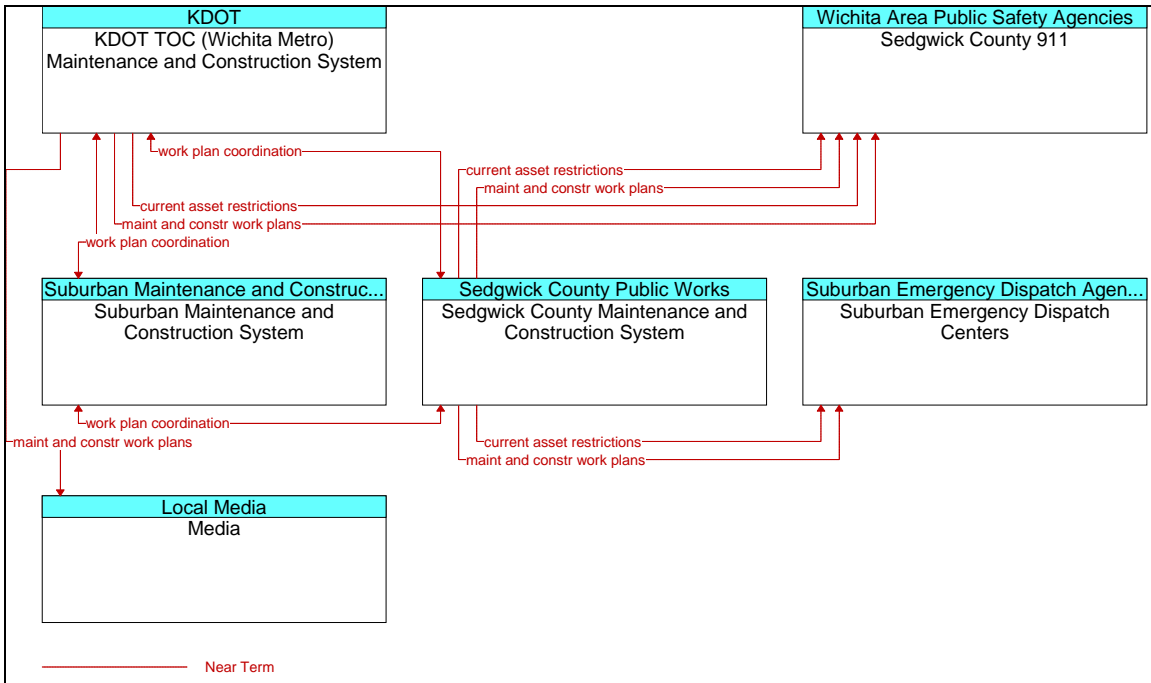 KDOT
KDOT TOC (Wichita Metro)
Maintenance and Construction System
Wichita Area Public Safety Agencies
Sedgwick County 911
work plan coordination
current asset restrictions
maint and constr work plans
current asset restrictions
maint and constr work plans
work plan coordination
Suburban Maintenance and Construc...
Suburban Maintenance and
Construction System
Sedgwick County Public Works
Sedgwick County Maintenance and
Construction System
Suburban Emergency Dispatch Agen...
Suburban Emergency Dispatch
Centers
work plan coordination
maint and constr work plans
current asset restrictions
maint and constr work plans
Local Media
Media
Near Term